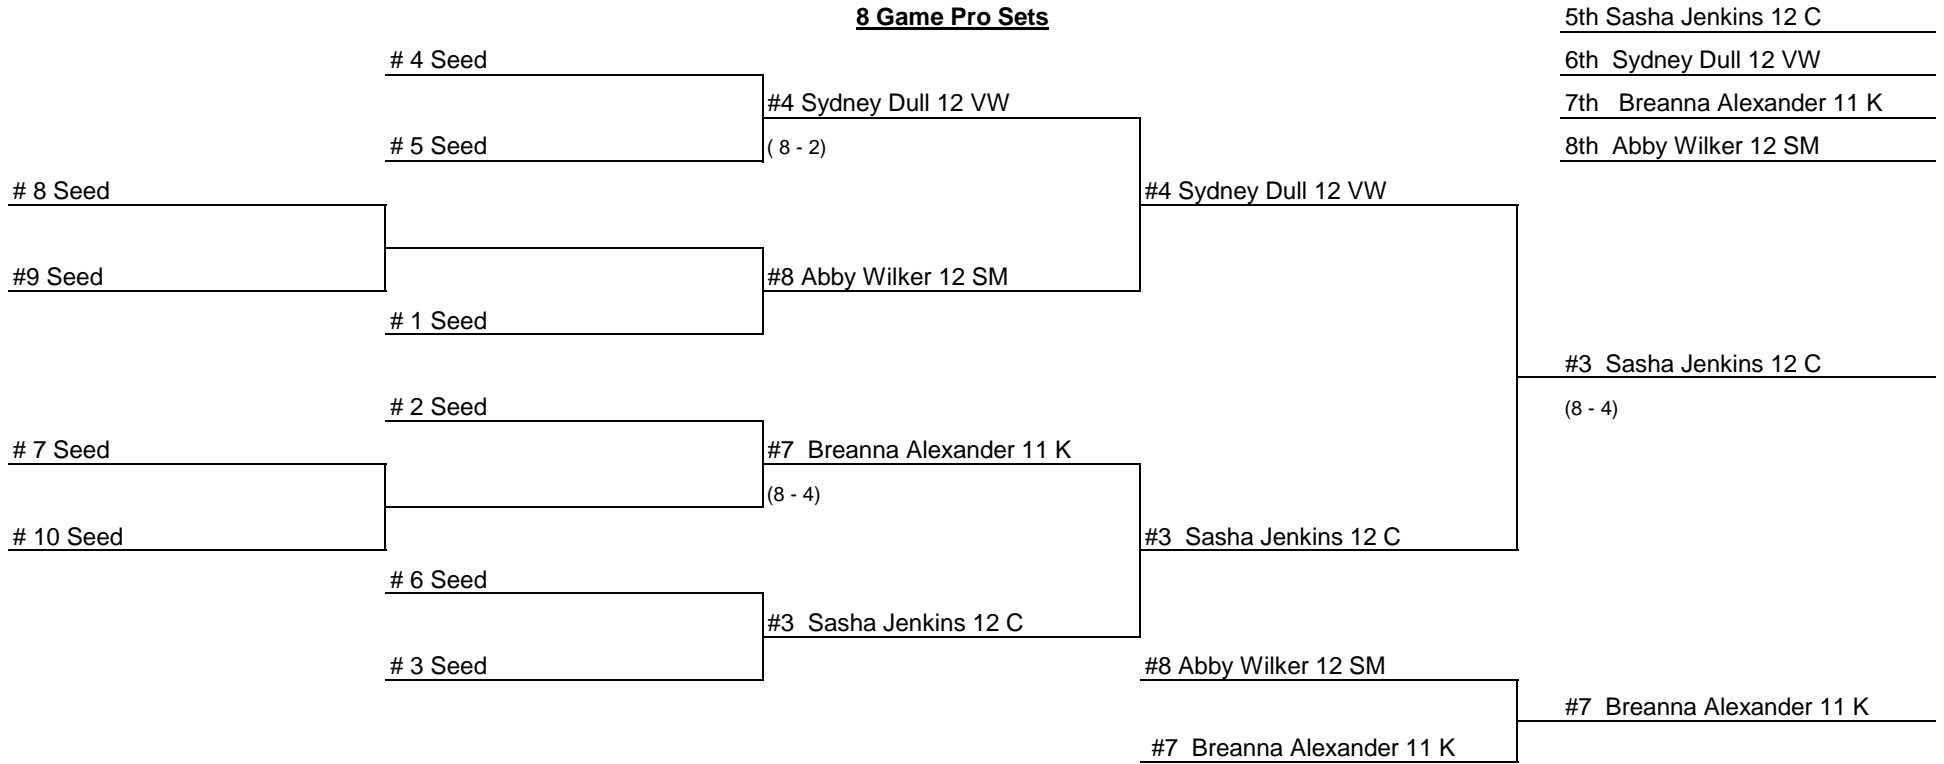 8 Game Pro Sets
5th Sasha Jenkins 12 C
# 4 Seed
6th Sydney Dull 12 VW
#4 Sydney Dull 12 VW
7th Breanna Alexander 11 K
# 5 Seed
( 8 - 2)
8th Abby Wilker 12 SM
# 8 Seed
#4 Sydney Dull 12 VW
#9 Seed
#8 Abby Wilker 12 SM
# 1 Seed
#3 Sasha Jenkins 12 C
# 2 Seed
(8 - 4)
# 7 Seed
#7 Breanna Alexander 11 K
(8 - 4)
# 10 Seed
#3 Sasha Jenkins 12 C
# 6 Seed
#3 Sasha Jenkins 12 C
# 3 Seed
#8 Abby Wilker 12 SM
#7 Breanna Alexander 11 K
#7 Breanna Alexander 11 K